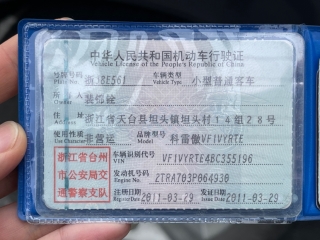 中华人民共和国机动车行驶证
Vehicle License of the People's Republic of China
号牌号码 浙JBE561 车辆类型 小型普通客车
Plate No. Vehicle Type
所有人
Owner
住址 浙江省天台县坦头镇坦头村14组28号
Address
使用性质 非营运 品牌型号 科雷傲VF1VYRTE
浙江省台州
市公安局交
通警察支队
车辆识别代号 VF1VYRTE4BC355196
VIN
发动机号码 2TRA703P064930
Engine No.
注册日期 2011-03-29 发证日期 2011-03-29
Register Date Issue Date